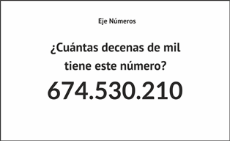 Eje Números
¿Cuántas decenas de mil
tiene este número?
674.530.210